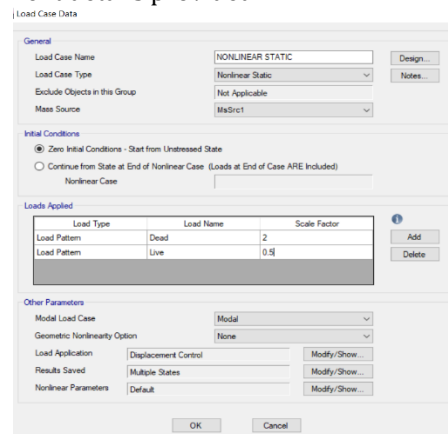 Load Case Data
General
Load Case Name NONLINEAR STATIC Design...
Load Case Type Nonlinear Static Notes...
Exclude Objects in this Group Not Applicable
Mass Source MsSrc1
Initial Conditions
Zero Initial Conditions - Start from Unstressed State
Continue from State at End of Nonlinear Case (Loads at End of Case ARE Included)
Nonlinear Case
Loads Applied
Load Type Load Name Scale Factor
Load Pattern Dead 2 Add
Load Pattern Live 0.5 Delete
Other Parameters
Modal Load Case Modal
Geometric Nonlinearity Option None
Load Application Displacement Control Modify/Show...
Results Saved Multiple States Modify/Show...
Nonlinear Parameters Default Modify/Show...
OK Cancel